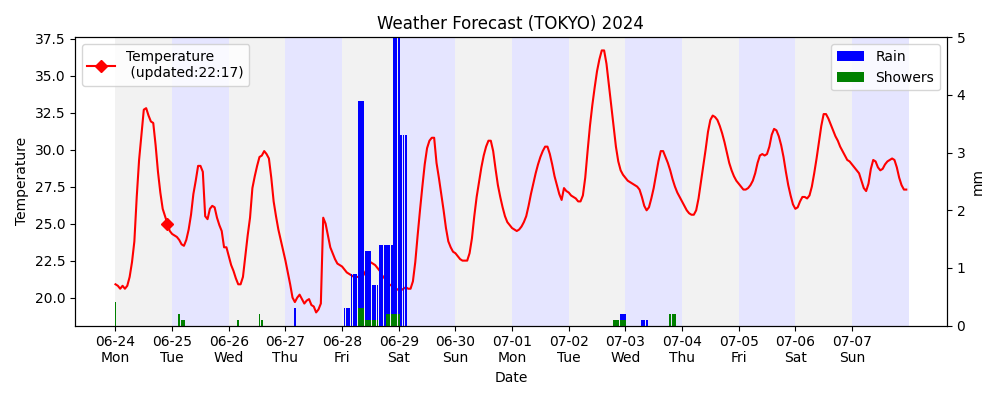 Weather Forecast (TOKYO) 2024
Temperature
(updated:22:17)
Rain
Showers
37.5
35.0
32.5
30.0
27.5
25.0
22.5
20.0
Temperature
5
4
3
2
1
0
mm
06-24 06-25 06-26 06-27 06-28 06-29 06-30 07-01 07-02 07-03 07-04 07-05 07-06 07-07
Mon Tue Wed Thu Fri Sat Sun Mon Tue Wed Thu Fri Sat Sun
Date